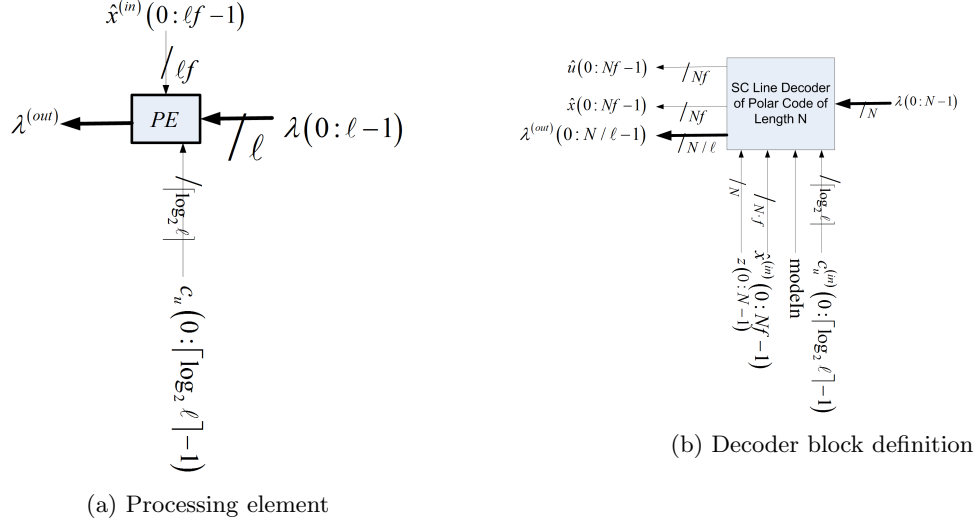 x̂⁽ⁱⁿ⁾(0:ℓf−1)
ℓf
λ⁽ᵒᵘᵗ⁾
PE
λ(0:ℓ−1)
ℓ
⌈log₂ ℓ⌉
cᵤ(0:⌈log₂ ℓ⌉−1)
(a) Processing element
û(0:Nf−1)
Nf
x̂(0:Nf−1)
Nf
λ⁽ᵒᵘᵗ⁾(0:N/ℓ−1)
N/ℓ
SC Line Decoder
of Polar Code of
Length N
λ(0:N−1)
N
N
N·f
⌈log₂ ℓ⌉
z(0:N−1)
x̂⁽ⁱⁿ⁾(0:Nf−1)
modeIn
cᵤ⁽ⁱⁿ⁾(0:⌈log₂ ℓ⌉−1)
(b) Decoder block definition